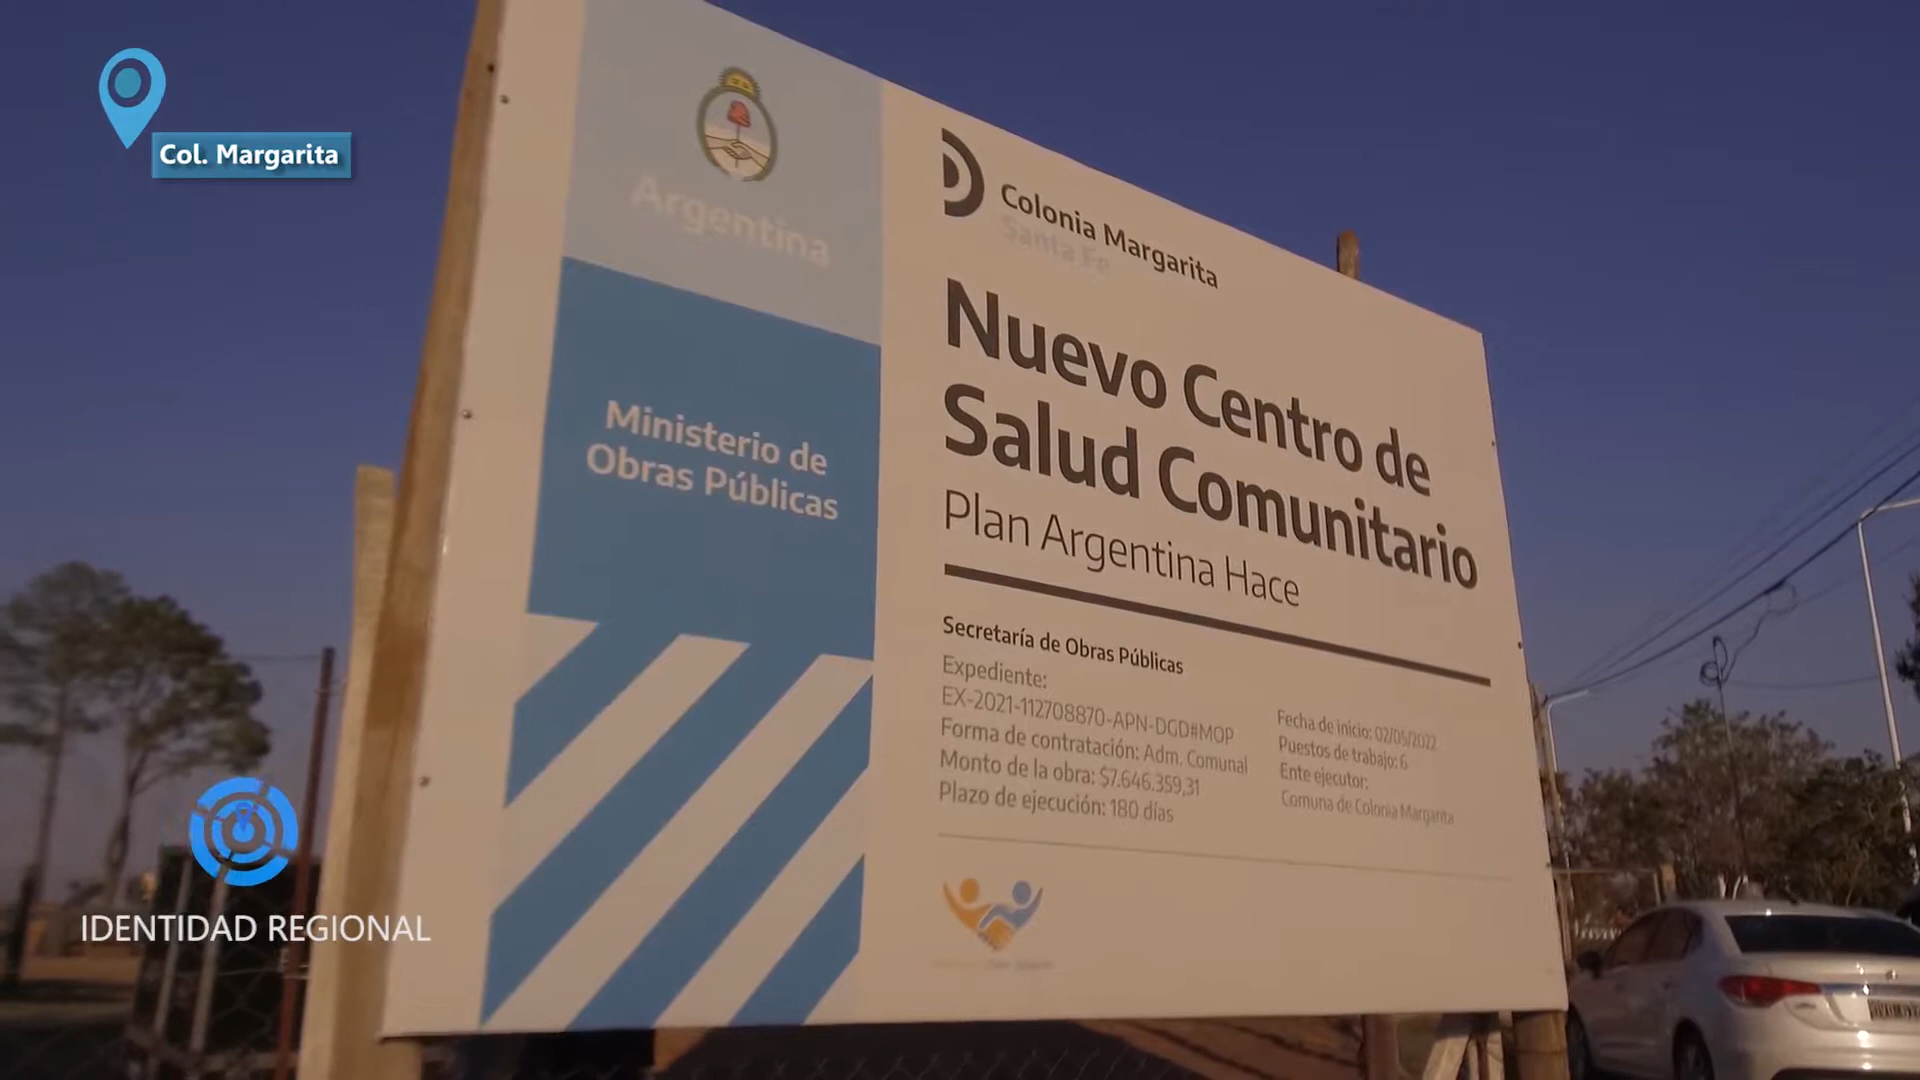 Col. Margarita
Argentina
Ministerio de
Obras Públicas
Colonia Margarita
Santa Fe
Nuevo Centro de
Salud Comunitario
Plan Argentina Hace
Secretaría de Obras Públicas
Expediente:
EX-2021-112708870-APN-DGD#MOP
Forma de contratación: Adm. Comunal
Monto de la obra: $7.646.359,31
Plazo de ejecución: 180 días
Fecha de inicio: 02/05/2022
Puestos de trabajo: 6
Ente ejecutor:
Comuna de Colonia Margarita
IDENTIDAD REGIONAL